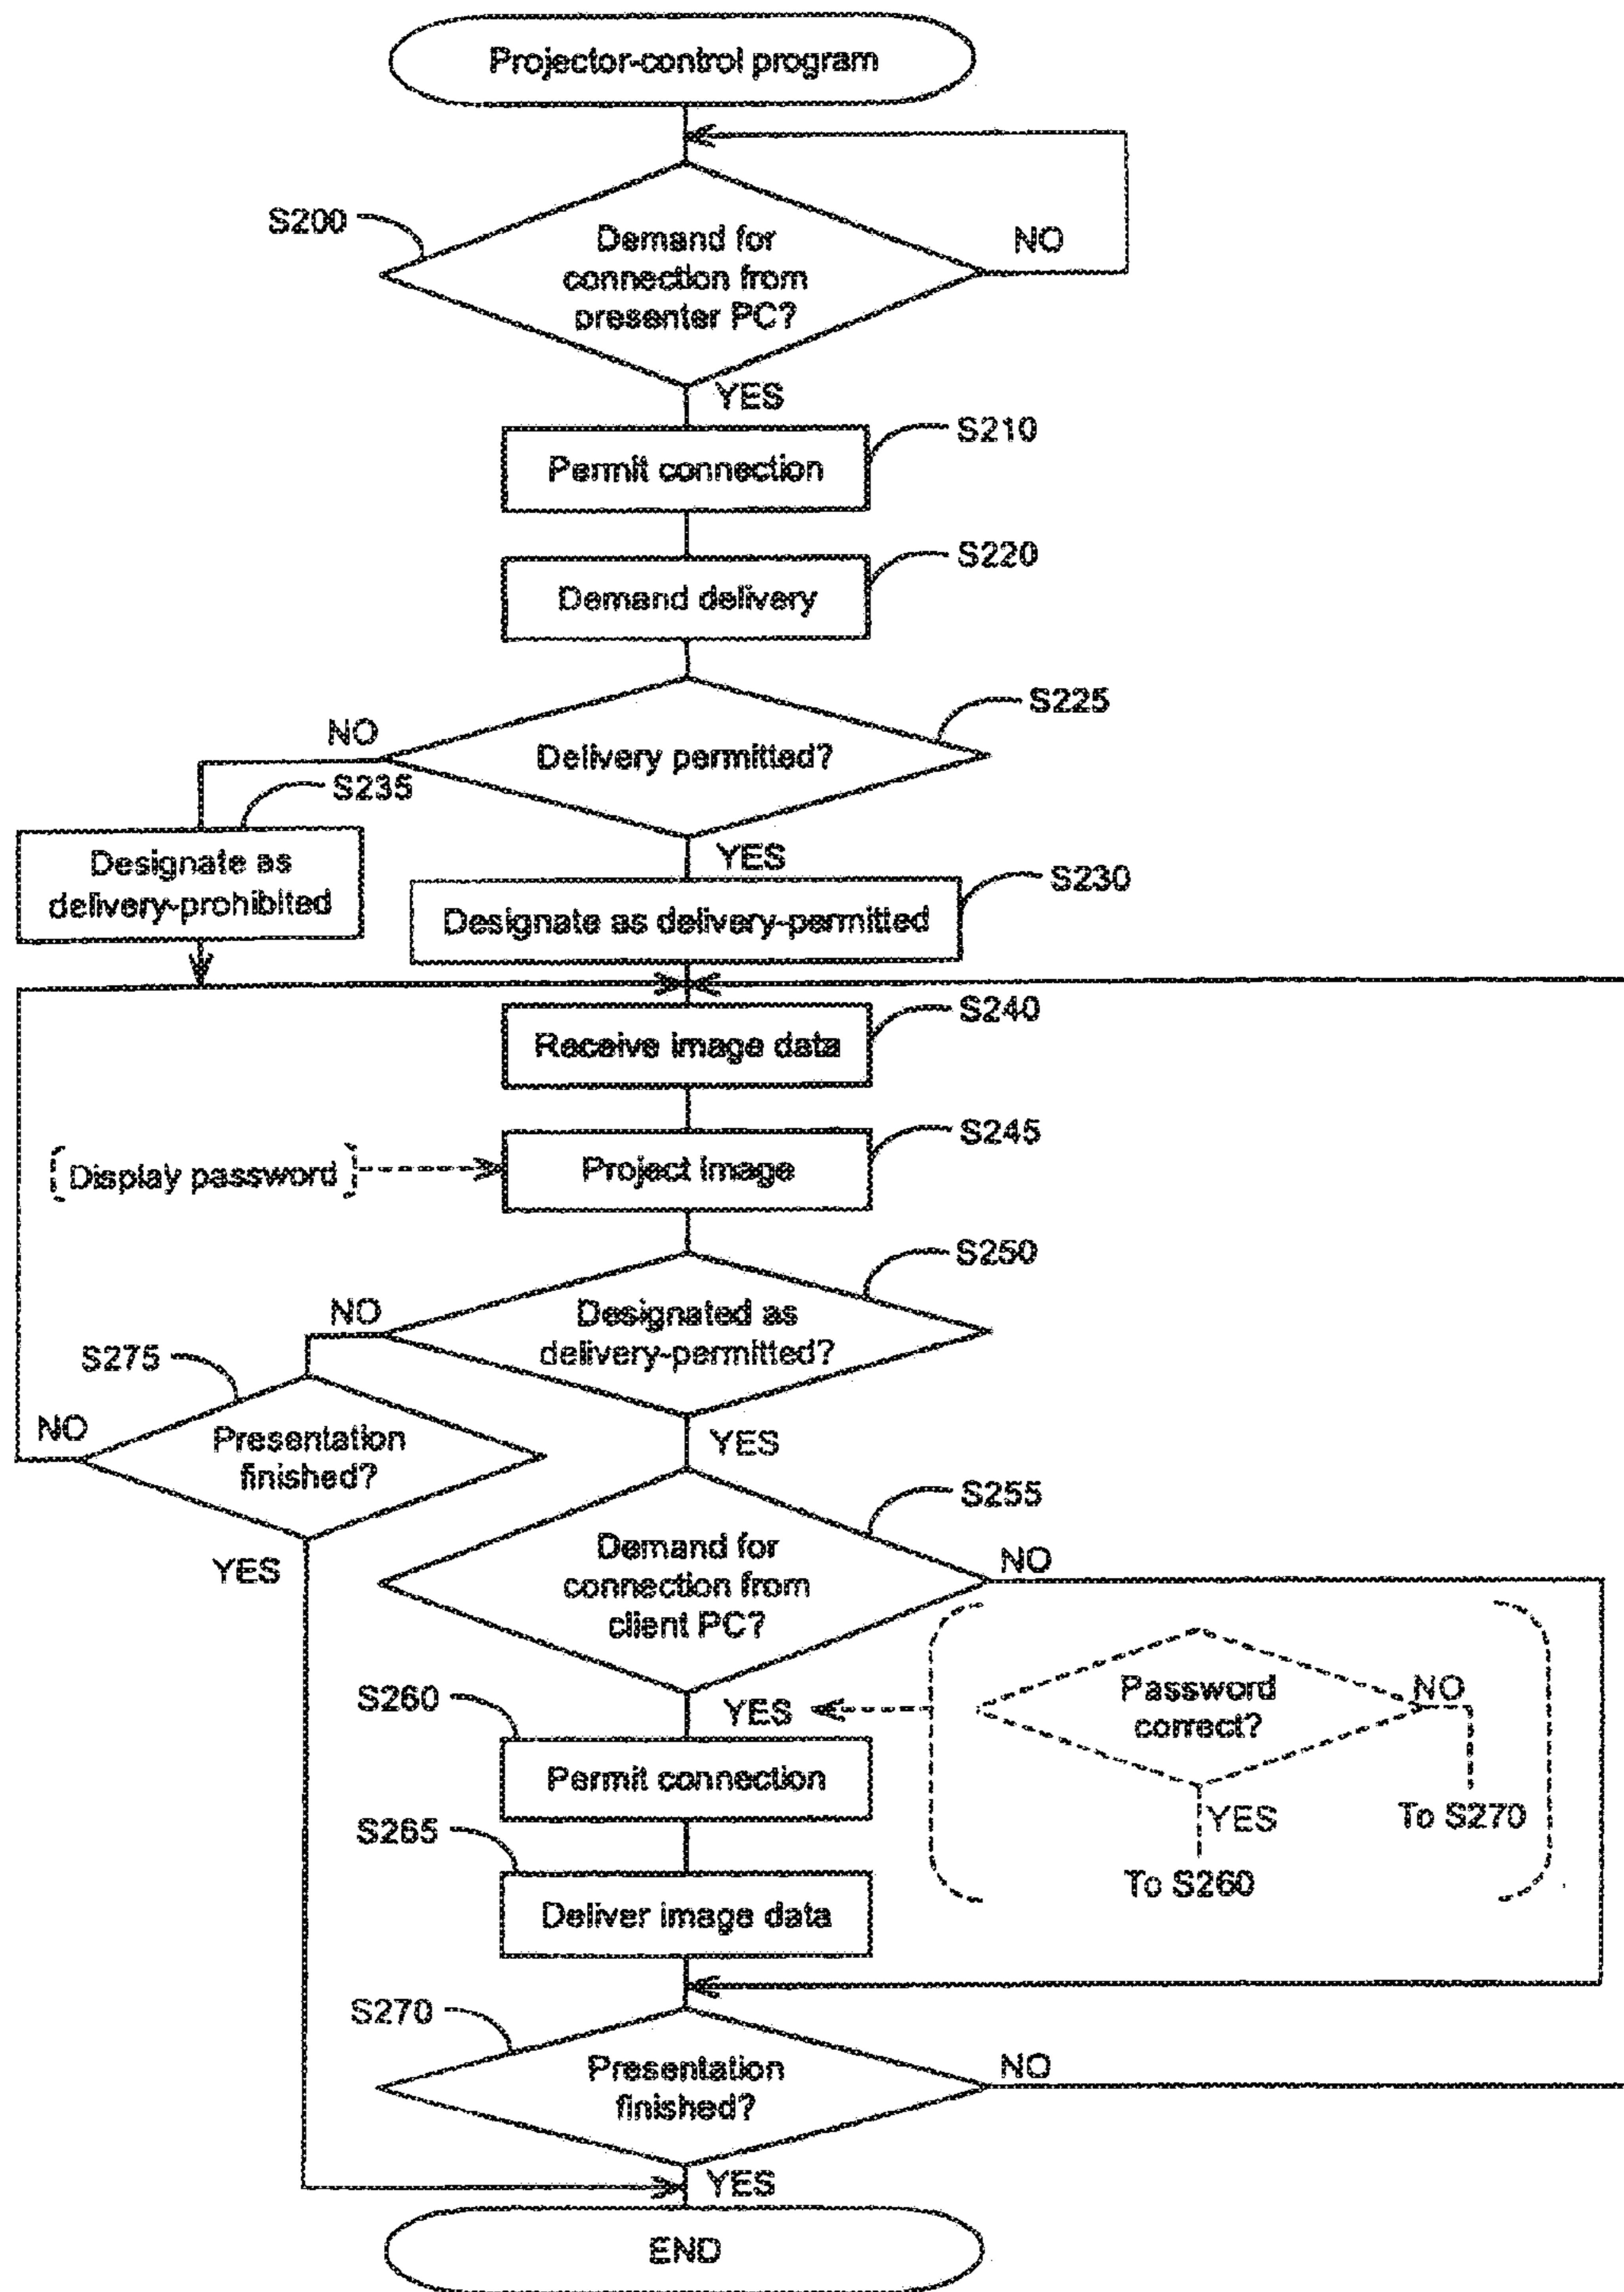 Projector-control program
S200
Demand for
connection from
presenter PC?
NO
YES
S210
Permit connection
S220
Demand delivery
S225
NO
Delivery permitted?
S235
YES
Designate as
delivery-prohibited
S230
Designate as delivery-permitted
S240
Receive image data
S245
[Display password]
Project image
S250
NO
Designated as
delivery-permitted?
S275
NO
Presentation
finished?
YES
YES
S255
Demand for
connection from
client PC?
NO
S260
YES
Password
correct?
NO
Permit connection
YES
To S270
S265
To S260
Deliver image data
S270
Presentation
finished?
NO
YES
END